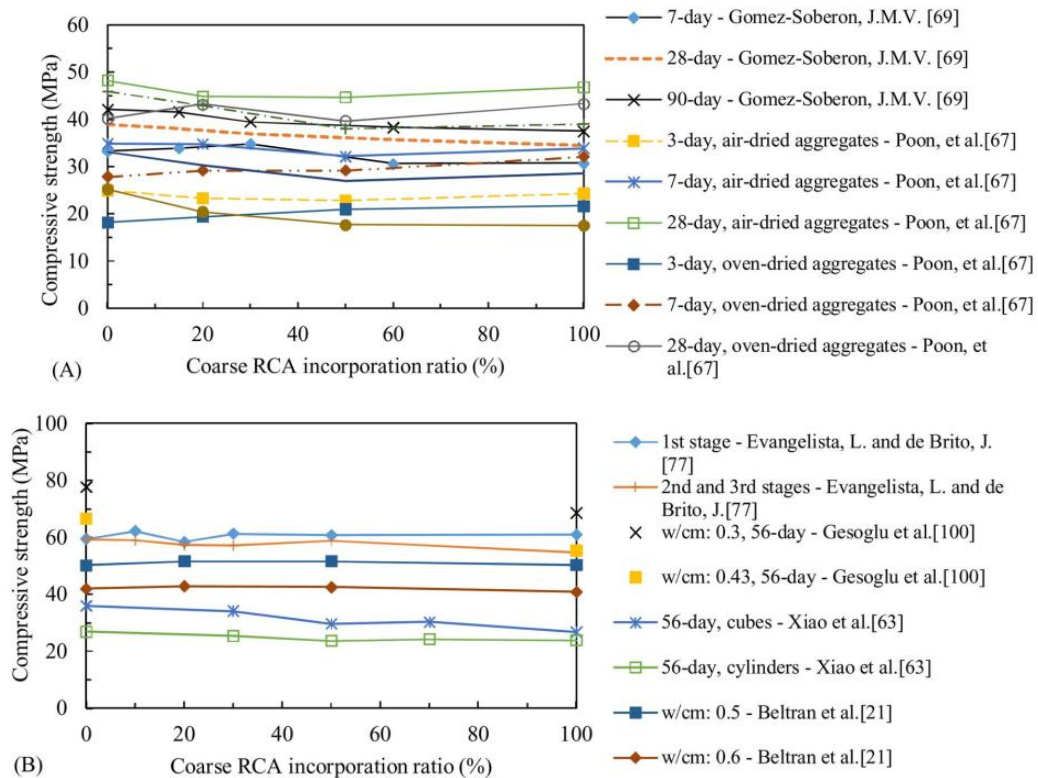 60
50
40
30
20
10
0
Compressive strength (MPa)
0 20 40 60 80 100
Coarse RCA incorporation ratio (%)
(A)
7-day - Gomez-Soberon, J.M.V. [69]
28-day - Gomez-Soberon, J.M.V. [69]
90-day - Gomez-Soberon, J.M.V. [69]
3-day, air-dried aggregates - Poon, et al.[67]
7-day, air-dried aggregates - Poon, et al.[67]
28-day, air-dried aggregates - Poon, et al.[67]
3-day, oven-dried aggregates - Poon, et al.[67]
7-day, oven-dried aggregates - Poon, et al.[67]
28-day, oven-dried aggregates - Poon, et
al.[67]
100
80
60
40
20
0
Compressive strength (MPa)
0 20 40 60 80 100
Coarse RCA incorporation ratio (%)
(B)
1st stage - Evangelista, L. and de Brito, J.
[77]
2nd and 3rd stages - Evangelista, L. and de
Brito, J.[77]
w/cm: 0.3, 56-day - Gesoglu et al.[100]
w/cm: 0.43, 56-day - Gesoglu et al.[100]
56-day, cubes - Xiao et al.[63]
56-day, cylinders - Xiao et al.[63]
w/cm: 0.5 - Beltran et al.[21]
w/cm: 0.6 - Beltran et al.[21]